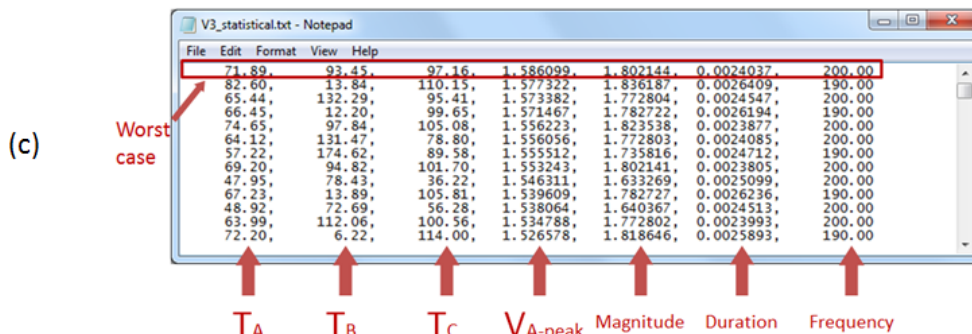 V3_statistical.txt - Notepad
File Edit Format View Help
71.89, 93.45, 97.16, 1.586099, 1.802144, 0.0024037, 200.00
82.60, 13.84, 110.15, 1.577322, 1.836187, 0.0026409, 190.00
65.44, 132.29, 95.41, 1.573382, 1.772804, 0.0024547, 200.00
66.45, 12.20, 99.65, 1.571467, 1.782722, 0.0026194, 190.00
74.65, 97.84, 105.08, 1.556223, 1.823538, 0.0023877, 200.00
64.12, 131.47, 78.80, 1.556056, 1.772803, 0.0024085, 200.00
57.22, 174.62, 89.58, 1.555512, 1.735816, 0.0024712, 190.00
69.20, 94.82, 101.70, 1.553243, 1.802141, 0.0023805, 200.00
47.95, 78.43, 36.22, 1.546311, 1.633269, 0.0025099, 200.00
67.23, 13.89, 105.81, 1.539609, 1.782727, 0.0026236, 190.00
48.92, 72.69, 56.28, 1.538064, 1.640367, 0.0024513, 200.00
63.99, 112.06, 100.56, 1.534788, 1.772802, 0.0023993, 200.00
72.20, 6.22, 114.00, 1.526578, 1.818646, 0.0025893, 190.00
Worst
case
(c)
TA TB TC VA-peak Magnitude Duration Frequency